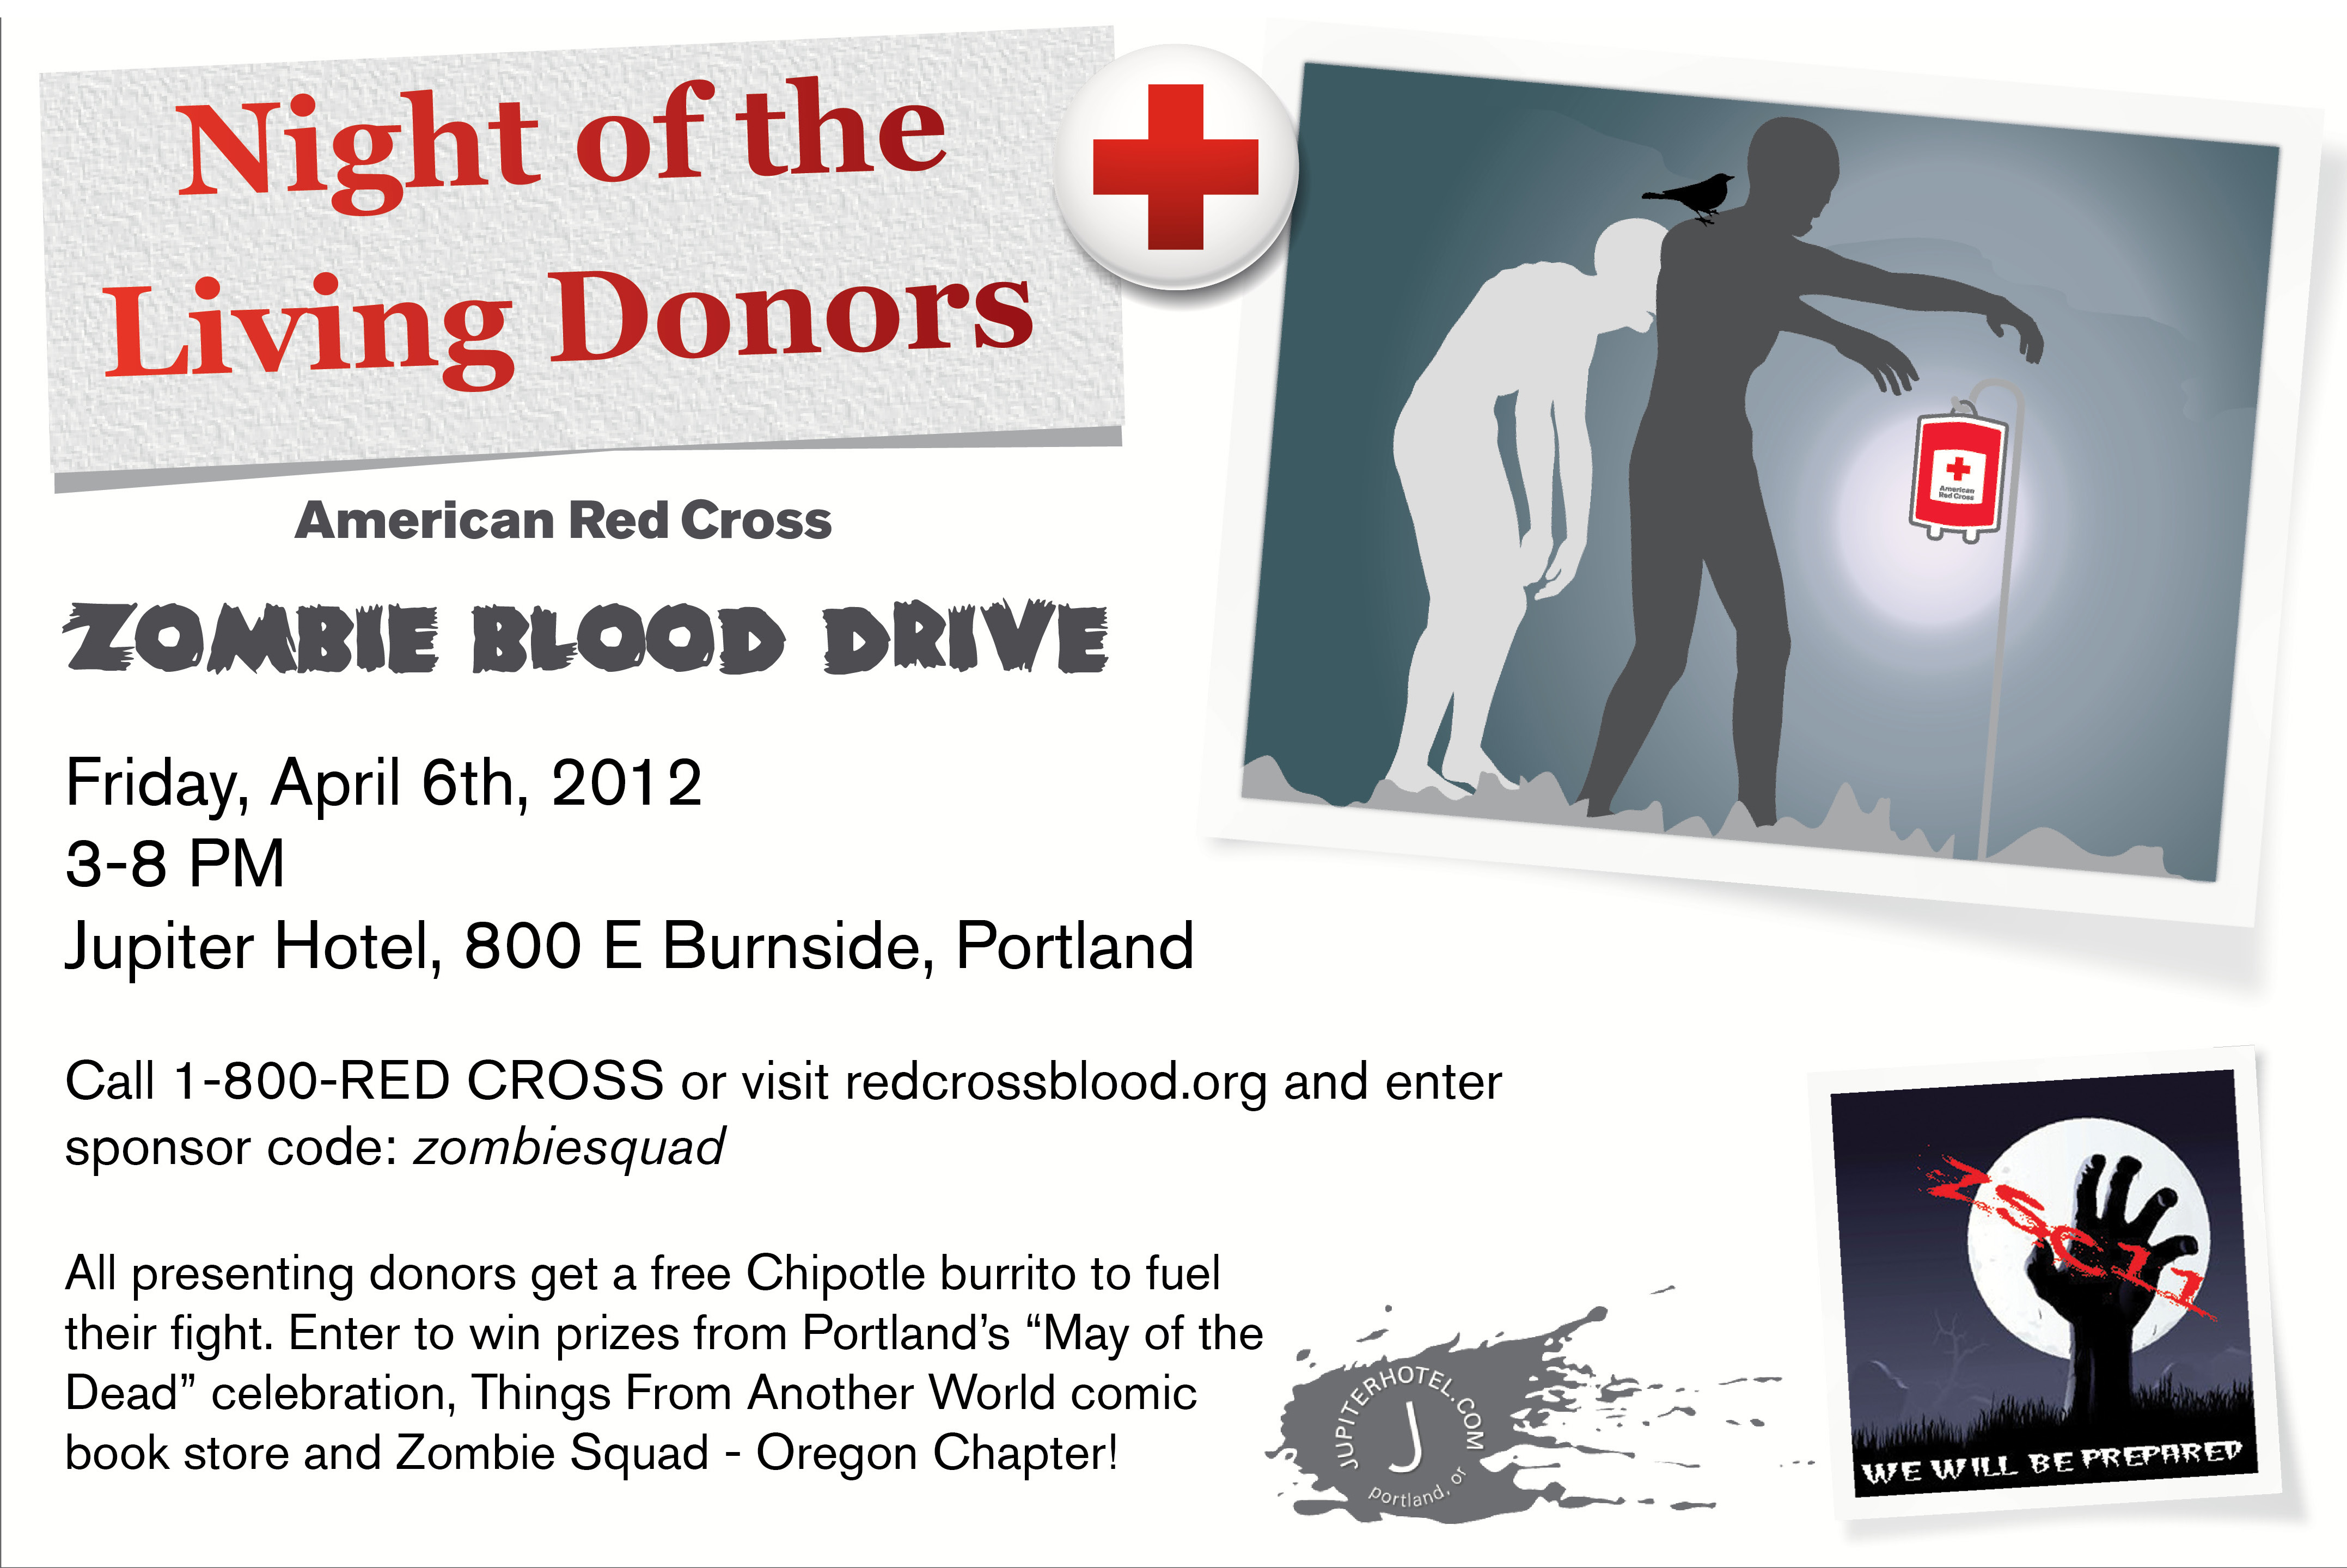 Night of the
Living Donors
American Red Cross
ZOMBIE BLOOD DRIVE
Friday, April 6th, 2012
3-8 PM
Jupiter Hotel, 800 E Burnside, Portland
Call 1-800-RED CROSS or visit redcrossblood.org and enter
sponsor code: zombiesquad
All presenting donors get a free Chipotle burrito to fuel
their fight. Enter to win prizes from Portland’s “May of the
Dead” celebration, Things From Another World comic
book store and Zombie Squad - Oregon Chapter!
American
Red Cross
JUPITERHOTEL.COM
J
portland, or
ZSC11
WE WILL BE PREPARED